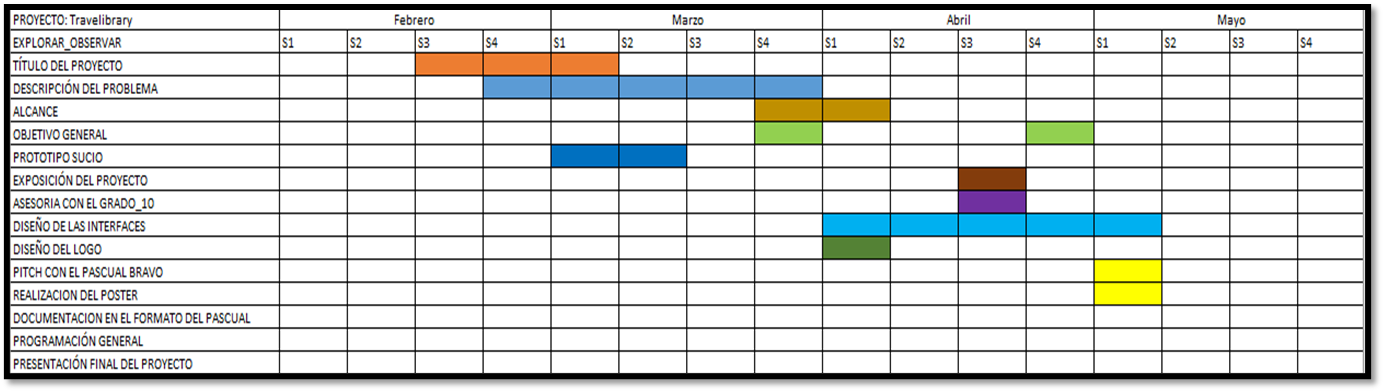 PROYECTO: Travelibrary Febrero Marzo Abril Mayo
EXPLORAR_OBSERVAR S1 S2 S3 S4 S1 S2 S3 S4 S1 S2 S3 S4 S1 S2 S3 S4
TÍTULO DEL PROYECTO
DESCRIPCIÓN DEL PROBLEMA
ALCANCE
OBJETIVO GENERAL
PROTOTIPO SUCIO
EXPOSICIÓN DEL PROYECTO
ASESORIA CON EL GRADO_10
DISEÑO DE LAS INTERFACES
DISEÑO DEL LOGO
PITCH CON EL PASCUAL BRAVO
REALIZACION DEL POSTER
DOCUMENTACION EN EL FORMATO DEL PASCUAL
PROGRAMACIÓN GENERAL
PRESENTACIÓN FINAL DEL PROYECTO